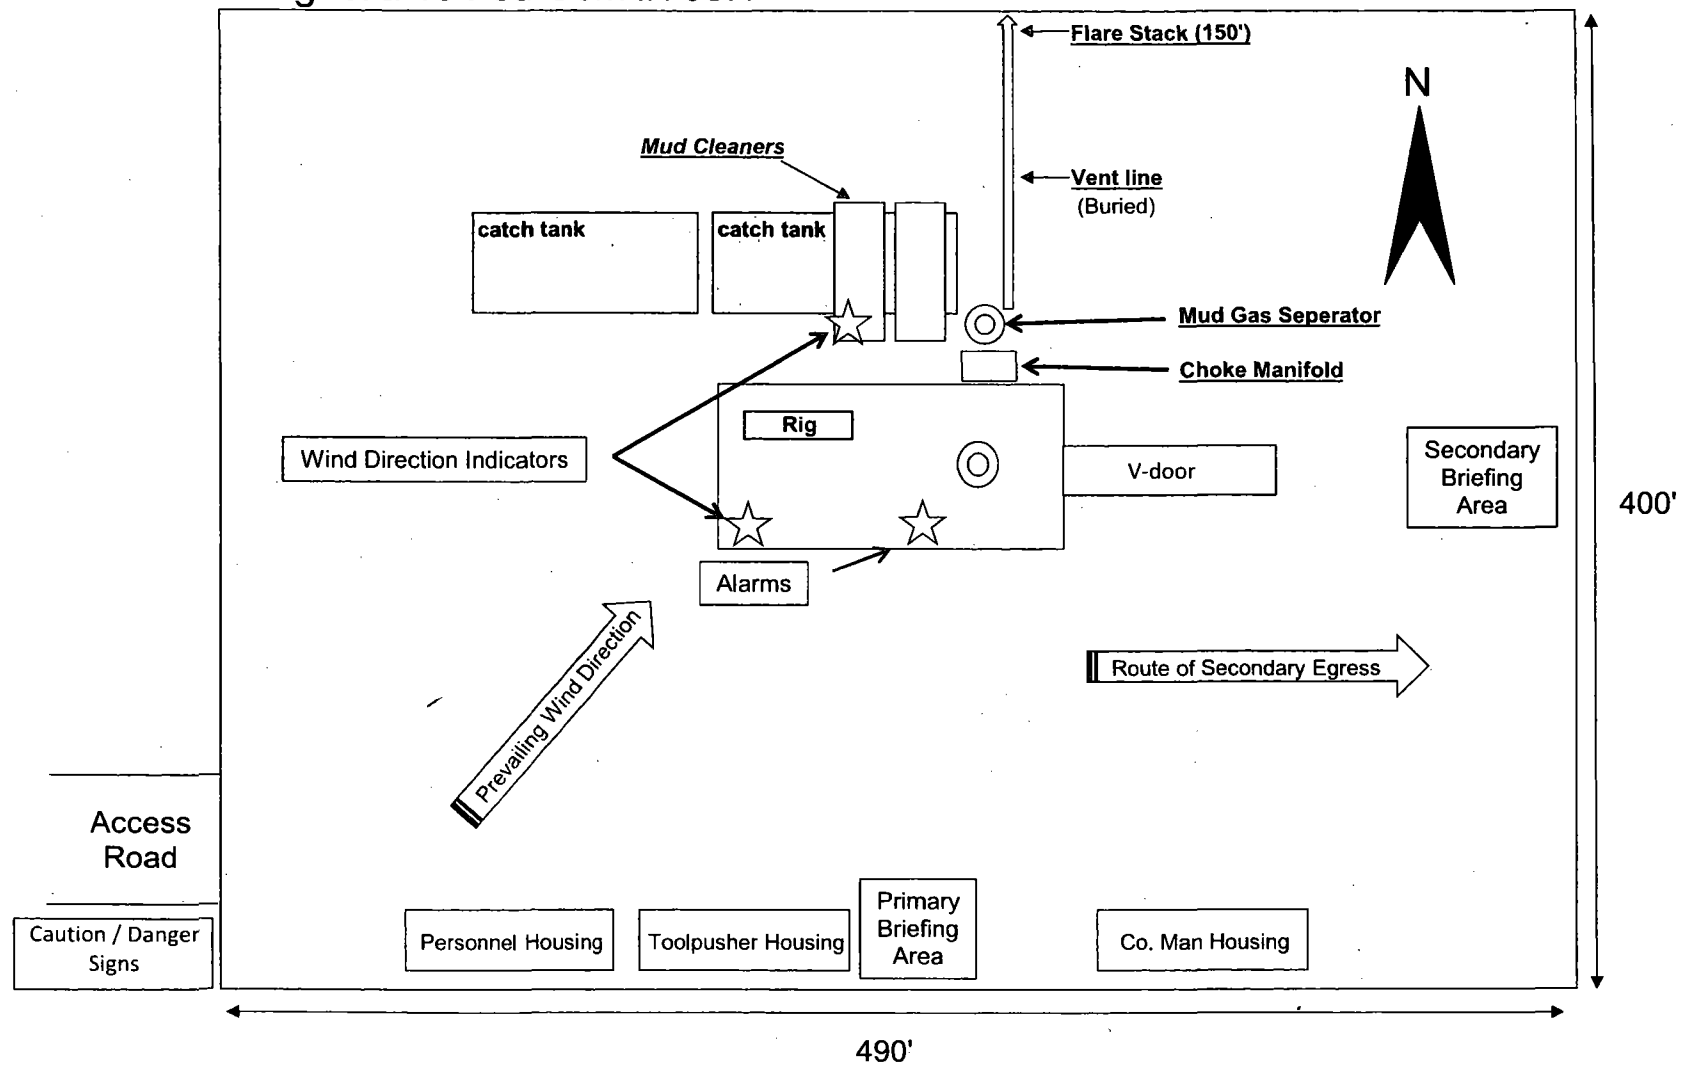 Flare Stack (150')
N
Mud Cleaners
Vent line
(Buried)
catch tank
catch tank
Mud Gas Seperator
Choke Manifold
Rig
Wind Direction Indicators
V-door
Secondary
Briefing
Area
400'
Alarms
Prevailing Wind Direction
Route of Secondary Egress
Access
Road
Caution / Danger
Signs
Personnel Housing
Toolpusher Housing
Primary
Briefing
Area
Co. Man Housing
490'